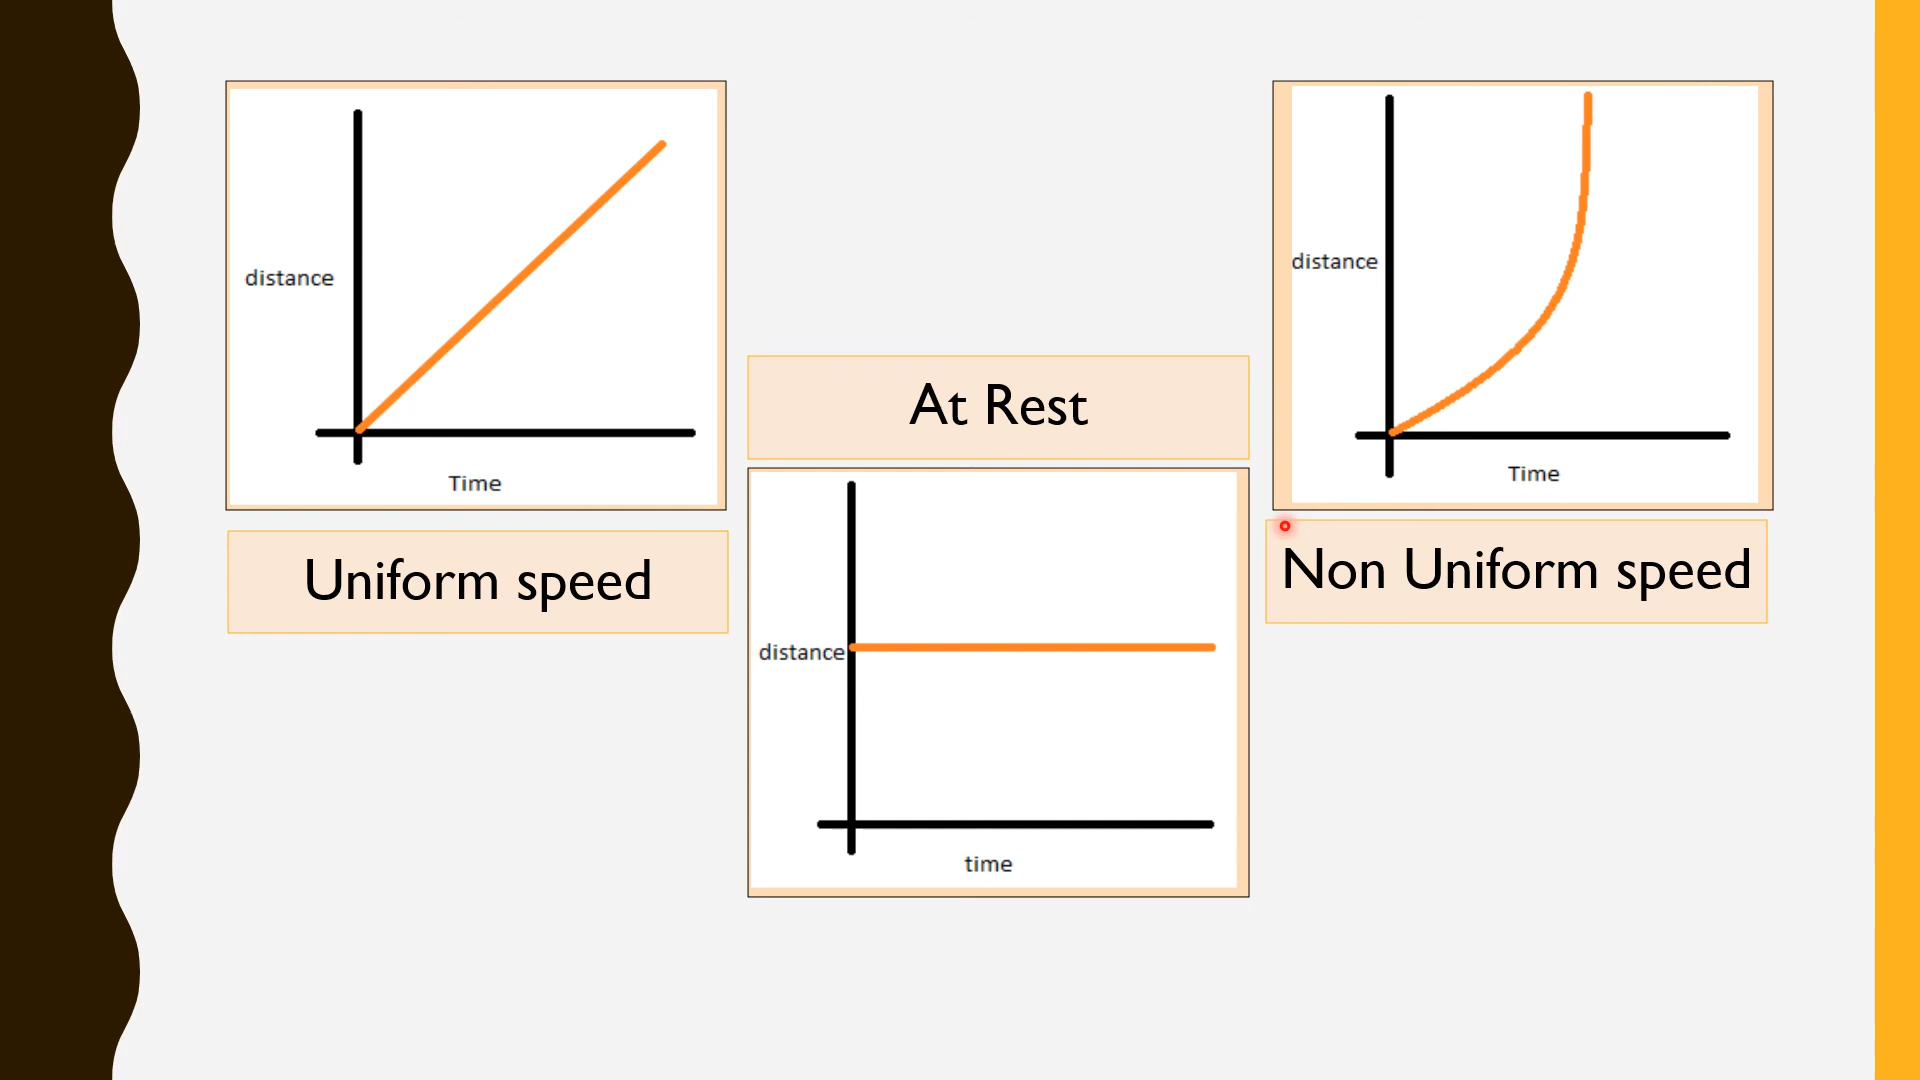 distance
Time
Uniform speed
At Rest
distance
time
distance
Time
Non Uniform speed